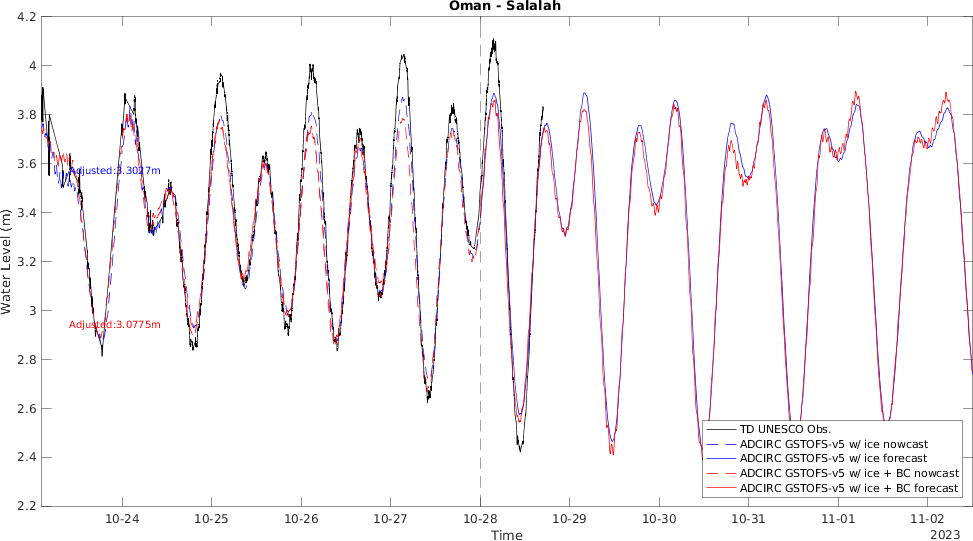 Oman - Salalah
4.2
4
3.8
3.6
3.4
3.2
3
2.8
2.6
2.4
2.2
Water Level (m)
Adjusted:3.3027m
Adjusted:3.0775m
TD UNESCO Obs.
ADCIRC GSTOFS-v5 w/ ice nowcast
ADCIRC GSTOFS-v5 w/ ice forecast
ADCIRC GSTOFS-v5 w/ ice + BC nowcast
ADCIRC GSTOFS-v5 w/ ice + BC forecast
10-24 10-25 10-26 10-27 10-28 10-29 10-30 10-31 11-01 11-02
2023
Time